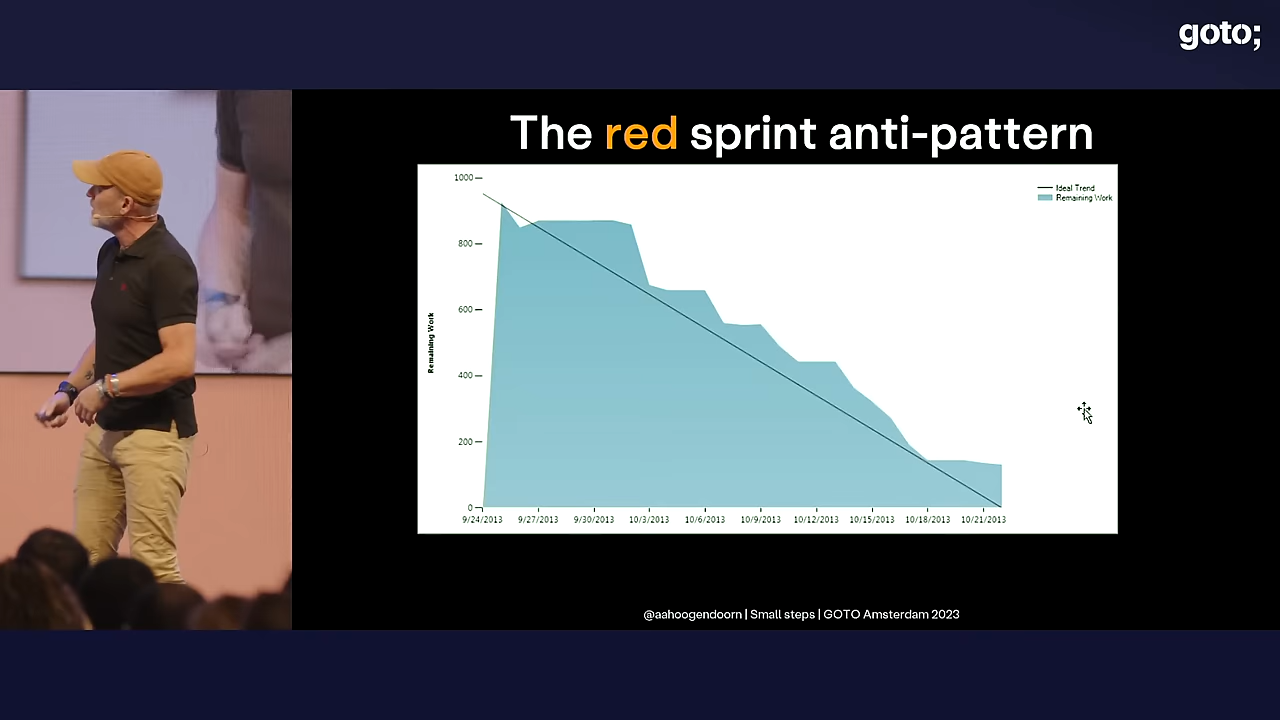 goto;
The red sprint anti-pattern
1000
Ideal Trend
Remaining Work
800
600
Remaining Work
400
200
0
9/24/2013 9/27/2013 9/30/2013 10/3/2013 10/6/2013 10/9/2013 10/12/2013 10/15/2013 10/18/2013 10/21/2013
@aahoogendoorn | Small steps | GOTO Amsterdam 2023